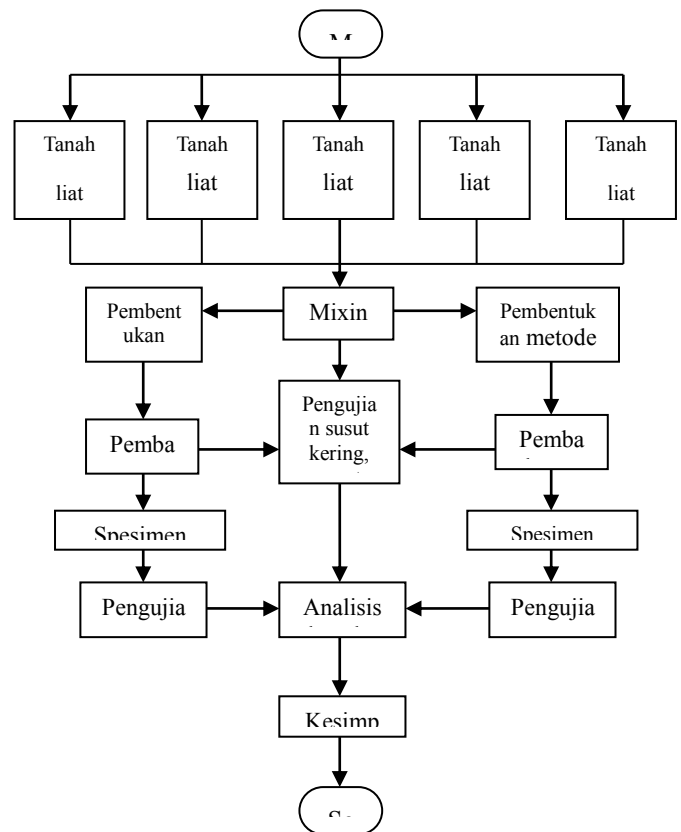 Tanah
liat
Tanah
liat
Tanah
liat
Tanah
liat
Tanah
liat
Pembent
ukan
Mixin
Pembentuk
an metode
Pengujia
n susut
kering,
Pemba
Pemba
Spesimen
Spesimen
Pengujia
Analisis
Pengujia
Kesimp